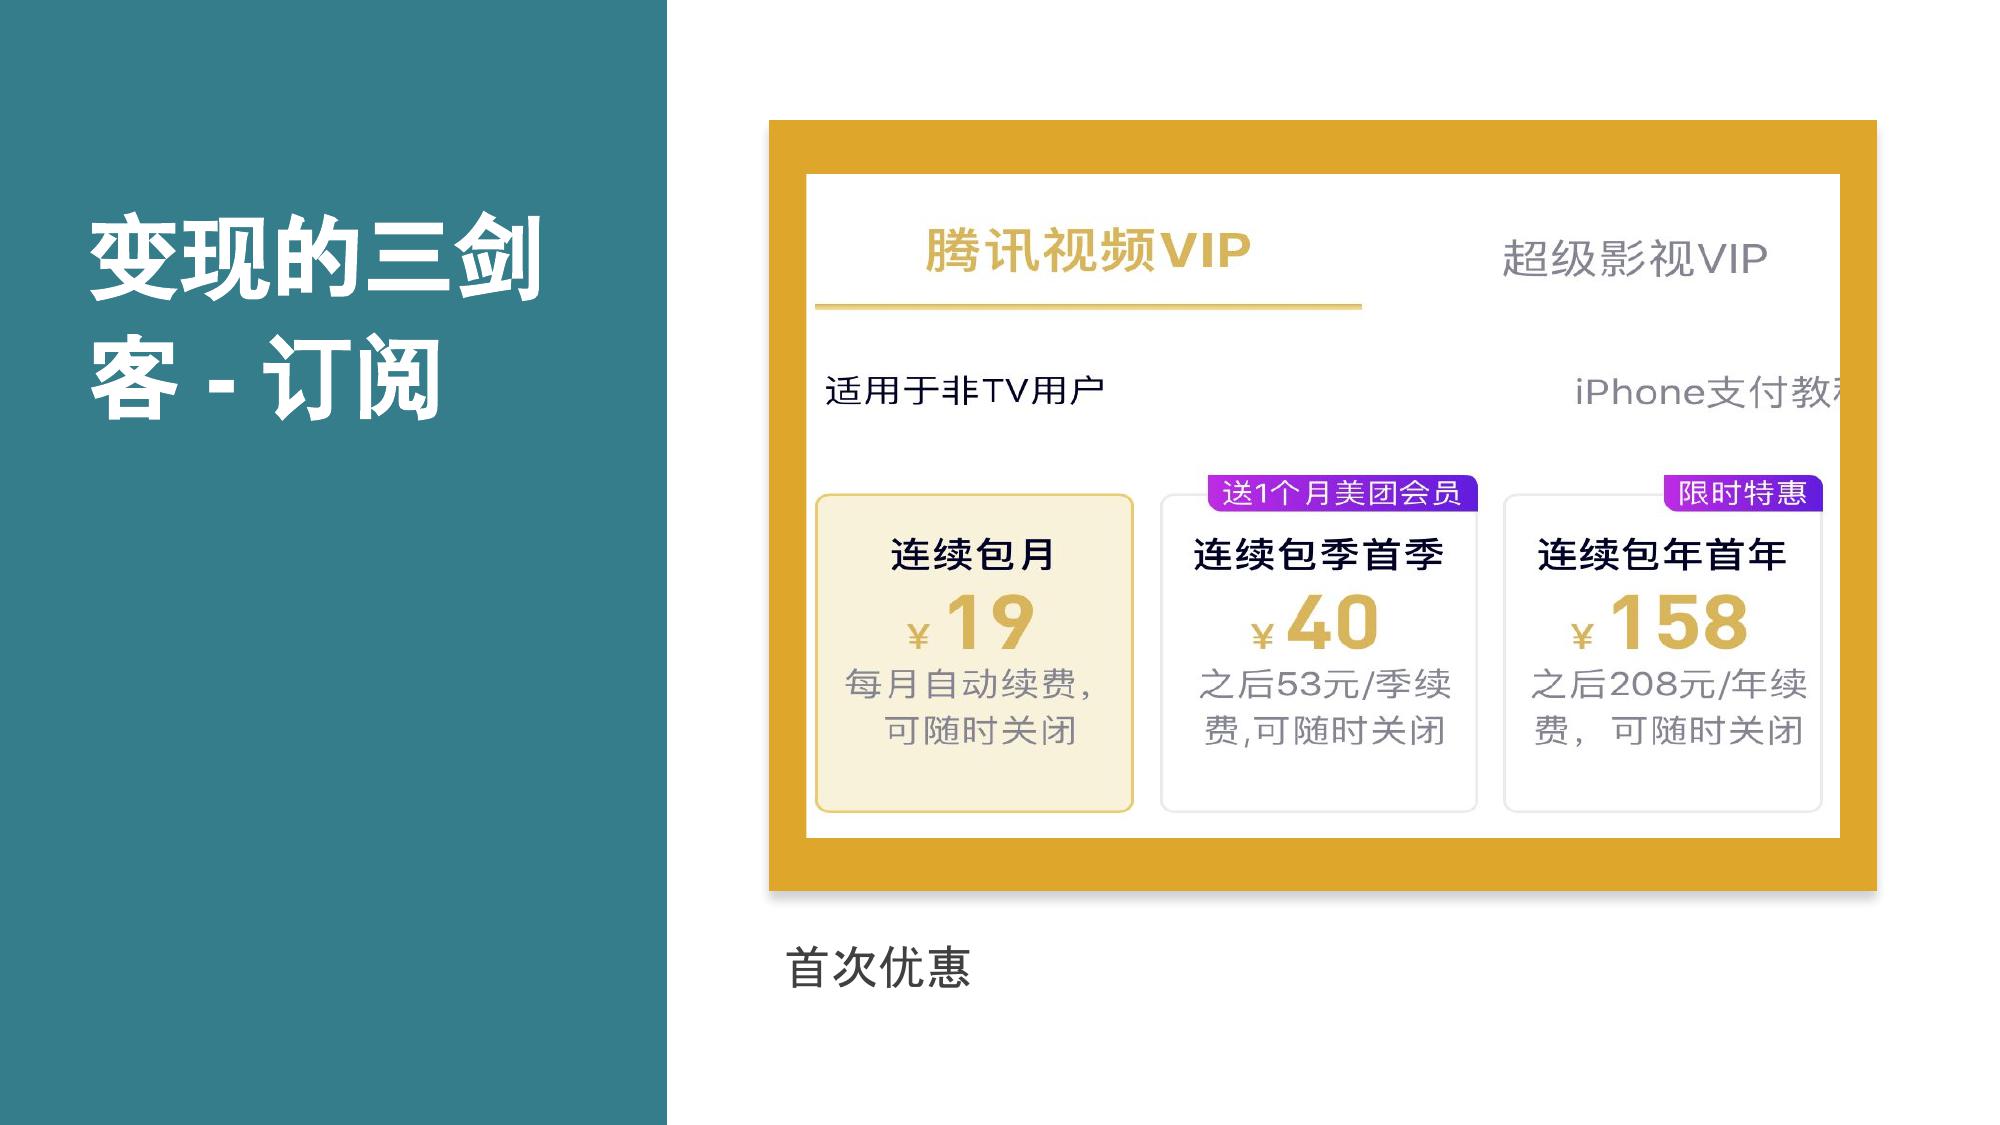 变现的三剑
客 - 订阅
腾讯视频VIP
超级影视VIP
适用于非TV用户
iPhone支付教
送1个月美团会员
限时特惠
连续包月
¥ 19
每月自动续费，
可随时关闭
连续包季首季
¥ 40
之后53元/季续
费,可随时关闭
连续包年首年
¥ 158
之后208元/年续
费，可随时关闭
首次优惠